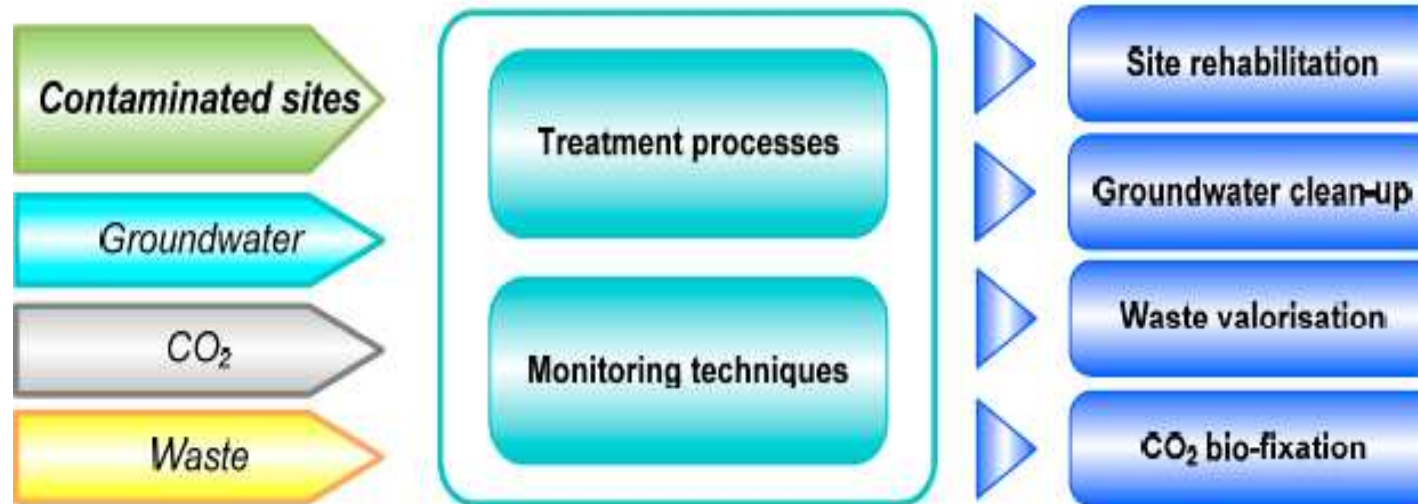 Contaminated sites
Groundwater
CO₂
Waste
Treatment processes
Monitoring techniques
Site rehabilitation
Groundwater clean-up
Waste valorisation
CO₂ bio-fixation